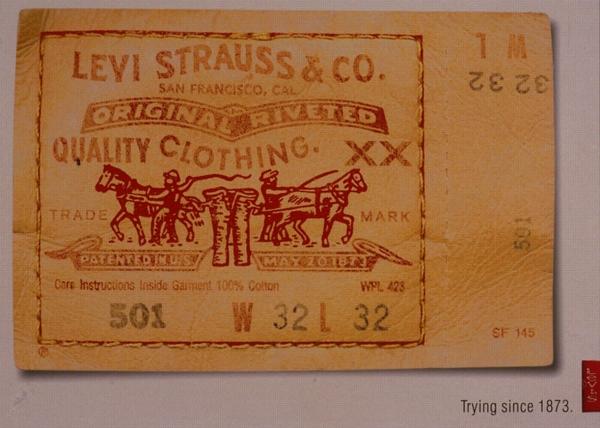 LEVI STRAUSS & CO.
SAN FRANCISCO, CAL.
ORIGINAL RIVETED
QUALITY CLOTHING.
XX
TRADE MARK
PATENTED IN U.S. MAY 20 1873
Care Instructions Inside Garment 100% Cotton WPL 423
501 W 32 L 32
®
W L
32 32
501
SF 145
Trying since 1873.
LEVI'S